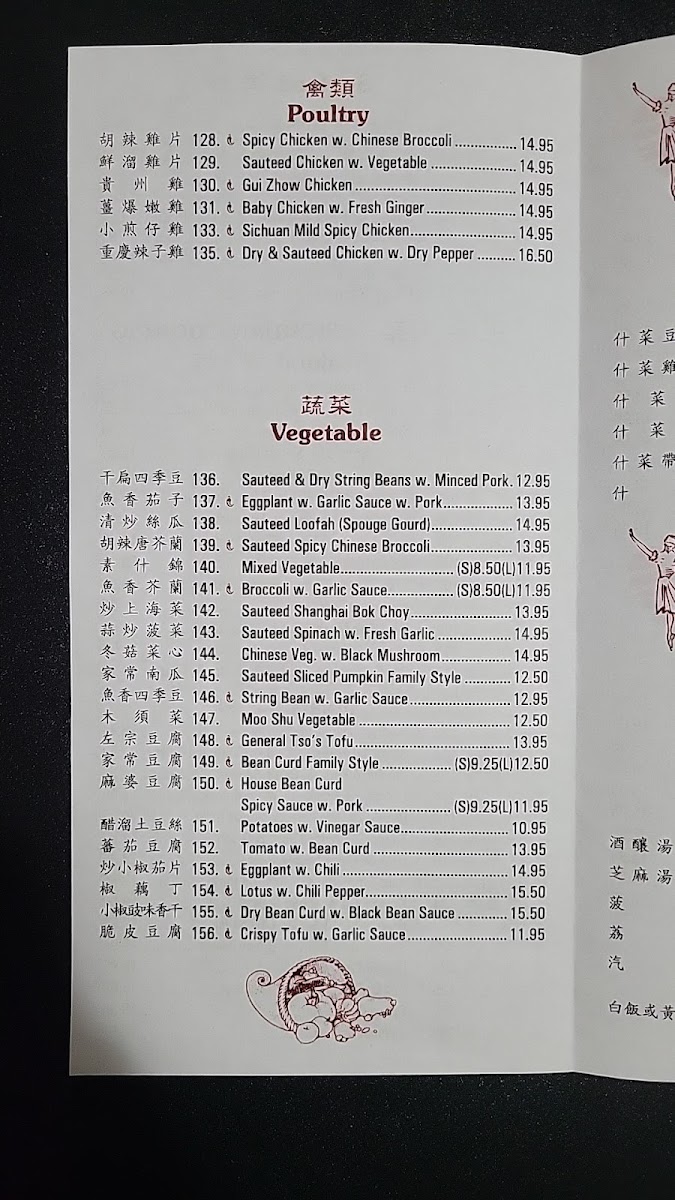 禽類
Poultry
胡辣雞片 128. Spicy Chicken w. Chinese Broccoli 14.95
鮮溜雞片 129. Sauteed Chicken w. Vegetable 14.95
貴州雞 130. Gui Zhow Chicken 14.95
薑爆嫩雞 131. Baby Chicken w. Fresh Ginger 14.95
小煎仔雞 133. Sichuan Mild Spicy Chicken 14.95
重慶辣子雞 135. Dry & Sauteed Chicken w. Dry Pepper 16.50
蔬菜
Vegetable
干扁四季豆 136. Sauteed & Dry String Beans w. Minced Pork. 12.95
魚香茄子 137. Eggplant w. Garlic Sauce w. Pork 13.95
清炒絲瓜 138. Sauteed Loofah (Spouge Gourd) 14.95
胡辣唐芥蘭 139. Sauteed Spicy Chinese Broccoli 13.95
素什錦 140. Mixed Vegetable (S)8.50(L)11.95
魚香芥蘭 141. Broccoli w. Garlic Sauce (S)8.50(L)11.95
炒上海菜 142. Sauteed Shanghai Bok Choy 13.95
蒜炒菠菜 143. Sauteed Spinach w. Fresh Garlic 14.95
冬菇菜心 144. Chinese Veg. w. Black Mushroom 14.95
家常南瓜 145. Sauteed Sliced Pumpkin Family Style 12.50
魚香四季豆 146. String Bean w. Garlic Sauce 12.95
木須菜 147. Moo Shu Vegetable 12.50
左宗豆腐 148. General Tso's Tofu 13.95
家常豆腐 149. Bean Curd Family Style (S)9.25(L)12.50
麻婆豆腐 150. House Bean Curd
Spicy Sauce w. Pork (S)9.25(L)11.95
醋溜土豆絲 151. Potatoes w. Vinegar Sauce 10.95
蕃茄豆腐 152. Tomato w. Bean Curd 13.95
炒小椒茄片 153. Eggplant w. Chili 14.95
椒藕丁 154. Lotus w. Chili Pepper 15.50
小椒豉味香干 155. Dry Bean Curd w. Black Bean Sauce 15.50
脆皮豆腐 156. Crispy Tofu w. Garlic Sauce 11.95
什菜豆
什菜雞
什菜
什菜
什菜帶
什
酒釀湯
芝麻湯
菠
荔
汽
白飯或黃